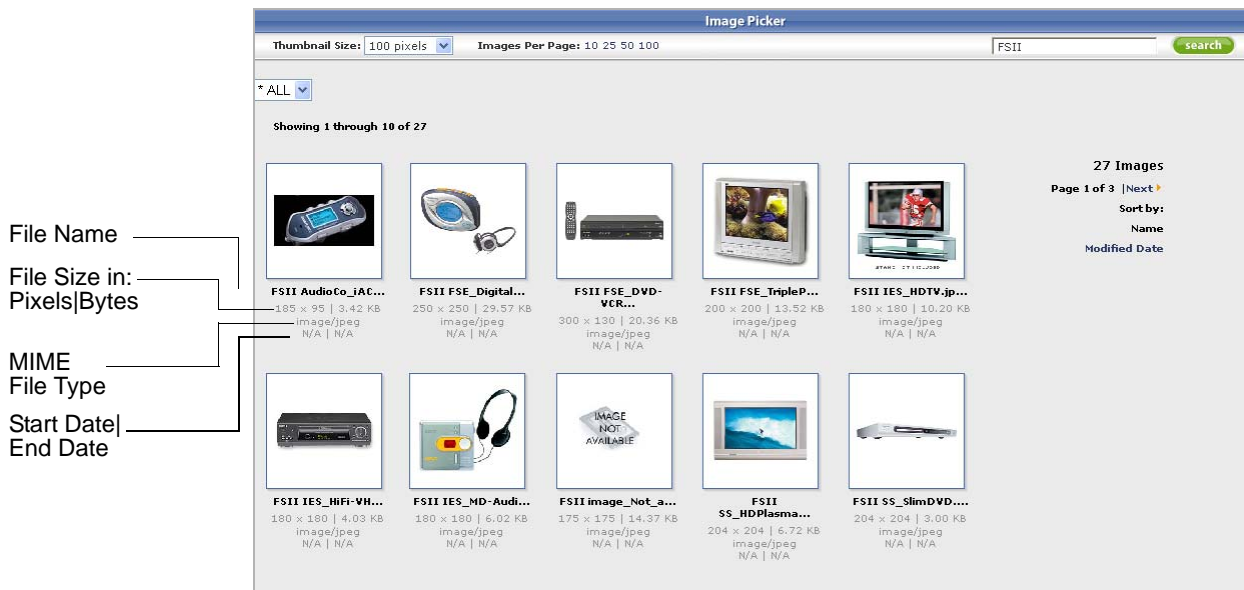 Image Picker
Thumbnail Size: 100 pixels Images Per Page: 10 25 50 100 FSII search
* ALL
Showing 1 through 10 of 27
27 Images
Page 1 of 3 |Next
Sort by:
Name
Modified Date
File Name
File Size in:
Pixels|Bytes
MIME
File Type
Start Date|
End Date
FSII AudioCo_iAC...
185 x 95 | 3.42 KB
image/jpeg
N/A | N/A
FSII FSE_Digital...
250 x 250 | 29.57 KB
image/jpeg
N/A | N/A
FSII FSE_DVD-
VCR...
300 x 130 | 20.36 KB
image/jpeg
N/A | N/A
FSII FSE_TripleP...
200 x 200 | 13.52 KB
image/jpeg
N/A | N/A
FSII IES_HDTV.jp...
180 x 180 | 10.20 KB
image/jpeg
N/A | N/A
FSII IES_HiFi-VH...
180 x 180 | 4.03 KB
image/jpeg
N/A | N/A
FSII IES_MD-Audi...
180 x 180 | 6.02 KB
image/jpeg
N/A | N/A
IMAGE
NOT
AVAILABLE
FSII image_Not_a...
175 x 175 | 14.37 KB
image/jpeg
N/A | N/A
FSII
SS_HDPlasma...
204 x 204 | 6.72 KB
image/jpeg
N/A | N/A
FSII SS_SlimDVD....
204 x 204 | 3.00 KB
image/jpeg
N/A | N/A